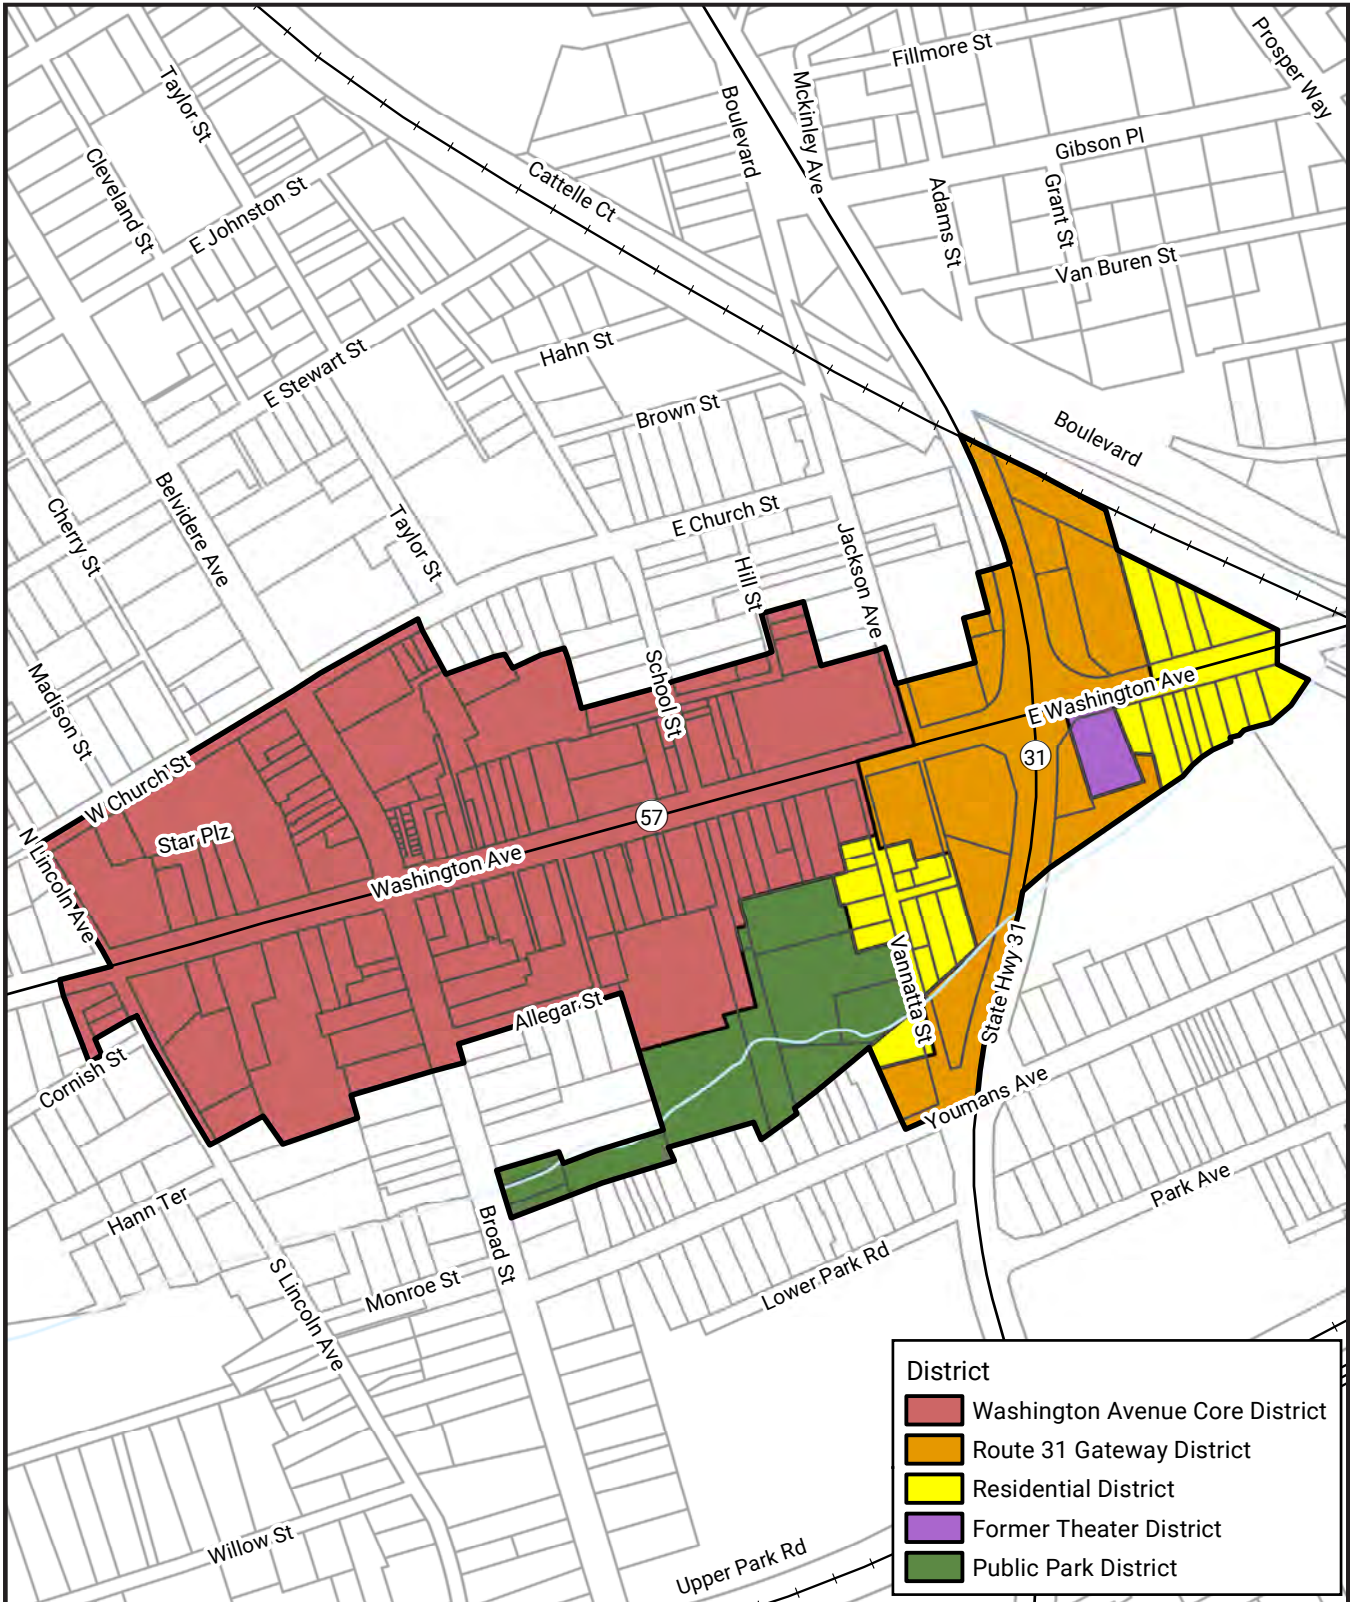 Prosper Way
Fillmore St
Taylor St
Boulevard
Mckinley Ave
Gibson Pl
Cleveland St
E Johnston St
Cattelle Ct
Adams St
Grant St
Van Buren St
Hahn St
E Stewart St
Brown St
Boulevard
Belvidere Ave
Cherry St
Taylor St
E Church St
Jackson Ave
Hill St
Madison St
School St
E Washington Ave
31
W Church St
57
Star Plz
N Lincoln Ave
Washington Ave
Vannatta St
State Hwy 31
Allegar St
Cornish St
Youmans Ave
Park Ave
Hann Ter
Broad St
S Lincoln Ave
Monroe St
Lower Park Rd
Willow St
Upper Park Rd
District
Washington Avenue Core District
Route 31 Gateway District
Residential District
Former Theater District
Public Park District